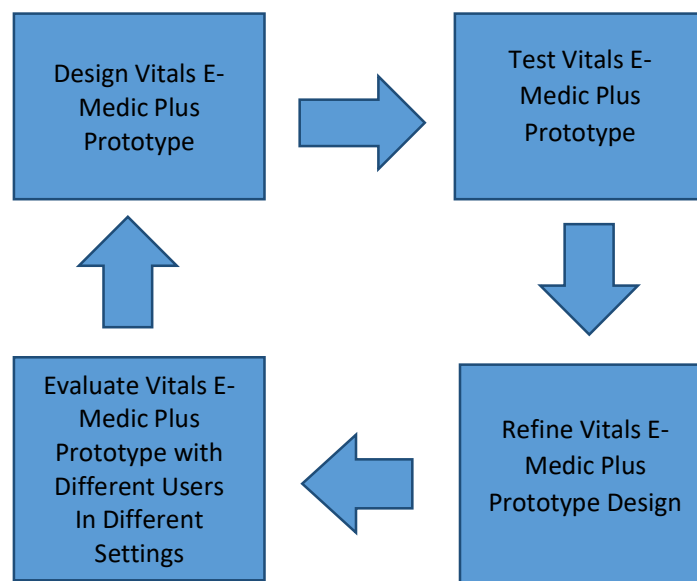 Design Vitals E-
Medic Plus
Prototype
Test Vitals E-
Medic Plus
Prototype
Evaluate Vitals E-
Medic Plus
Prototype with
Different Users
In Different
Settings
Refine Vitals E-
Medic Plus
Prototype Design